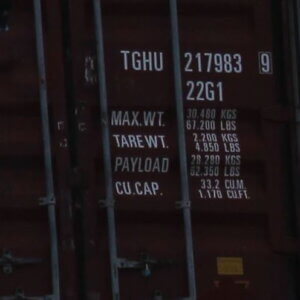 TGHU 217983 9
22G1
MAX.WT. 30.480 KGS
67.200 LBS
TARE WT. 2.200 KGS
4.850 LBS
PAYLOAD 28.280 KGS
62.350 LBS
CU.CAP. 33.2 CU.M.
1.170 CU.FT.